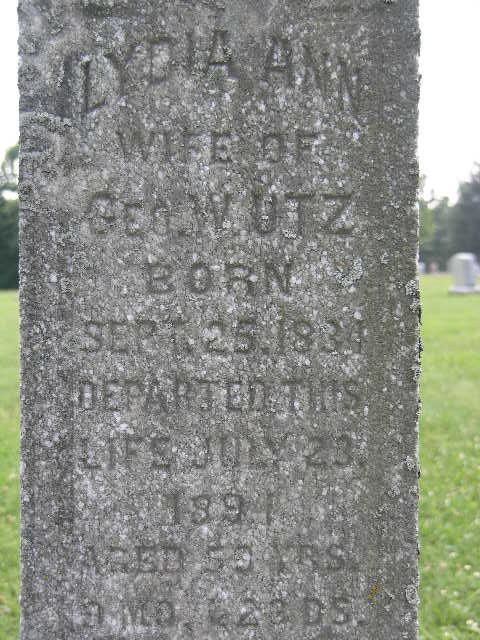 LYDIA ANN
WIFE OF
GEO. W. UTZ
BORN
SEPT. 25. 1834
DEPARTED THIS
LIFE JULY 23.
1891
AGED YRS.
9 MO. & DS.